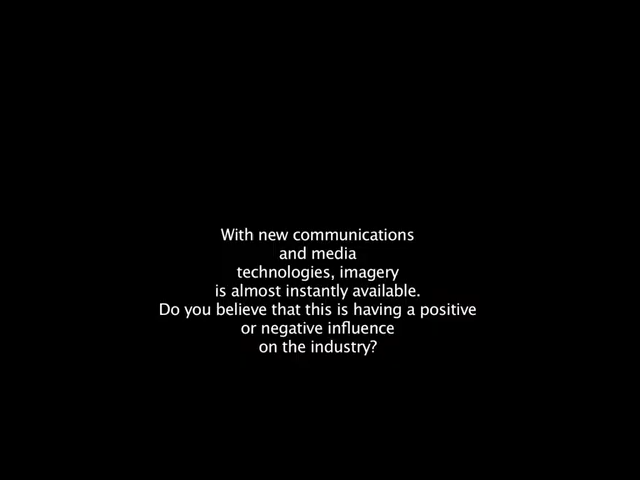 With new communications
and media
technologies, imagery
is almost instantly available.
Do you believe that this is having a positive
or negative influence
on the industry?